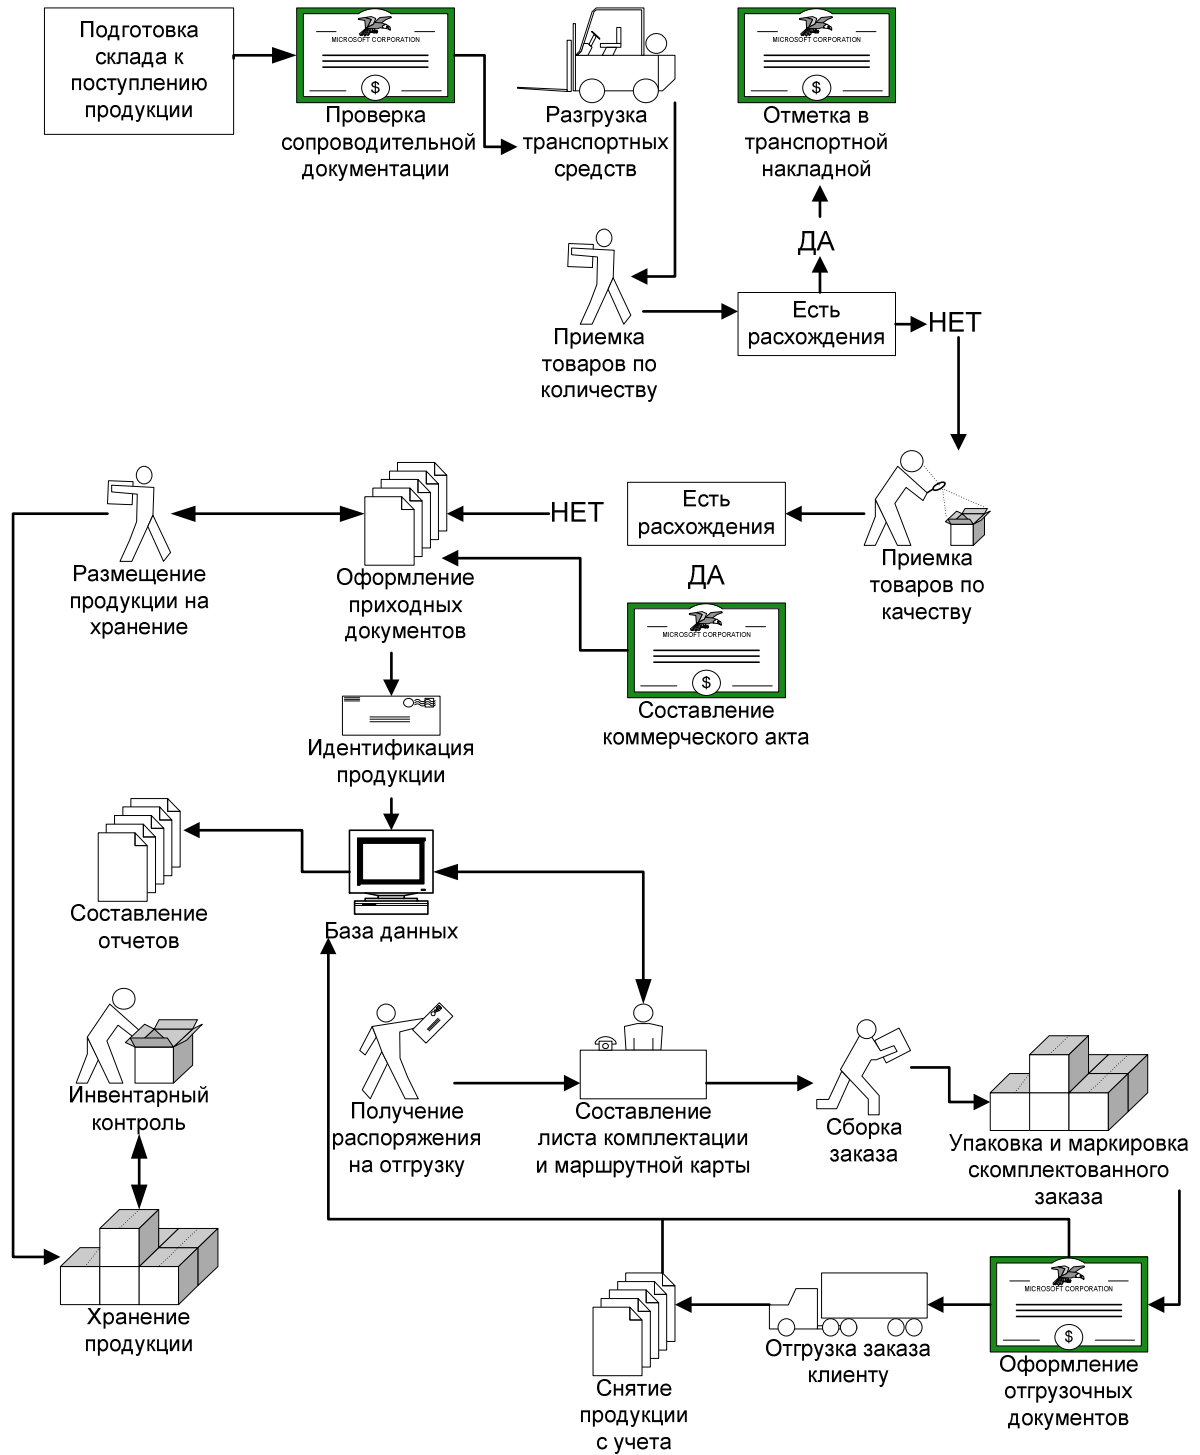 Подготовка
склада к
поступлению
продукции
MICROSOFT CORPORATION
$
Проверка
сопроводительной
документации
Разгрузка
транспортных
средств
MICROSOFT CORPORATION
$
Отметка в
транспортной
накладной
ДА
Есть
расхождения
НЕТ
Приемка
товаров по
количеству
Размещение
продукции на
хранение
Оформление
приходных
документов
НЕТ
Есть
расхождения
ДА
Приемка
товаров по
качеству
MICROSOFT CORPORATION
$
Составление
коммерческого акта
Идентификация
продукции
Составление
отчетов
База данных
Инвентарный
контроль
Получение
распоряжения
на отгрузку
Составление
листа комплектации
и маршрутной карты
Сборка
заказа
Упаковка и маркировка
скомплектованного
заказа
Хранение
продукции
Снятие
продукции
с учета
Отгрузка заказа
клиенту
MICROSOFT CORPORATION
$
Оформление
отгрузочных
документов